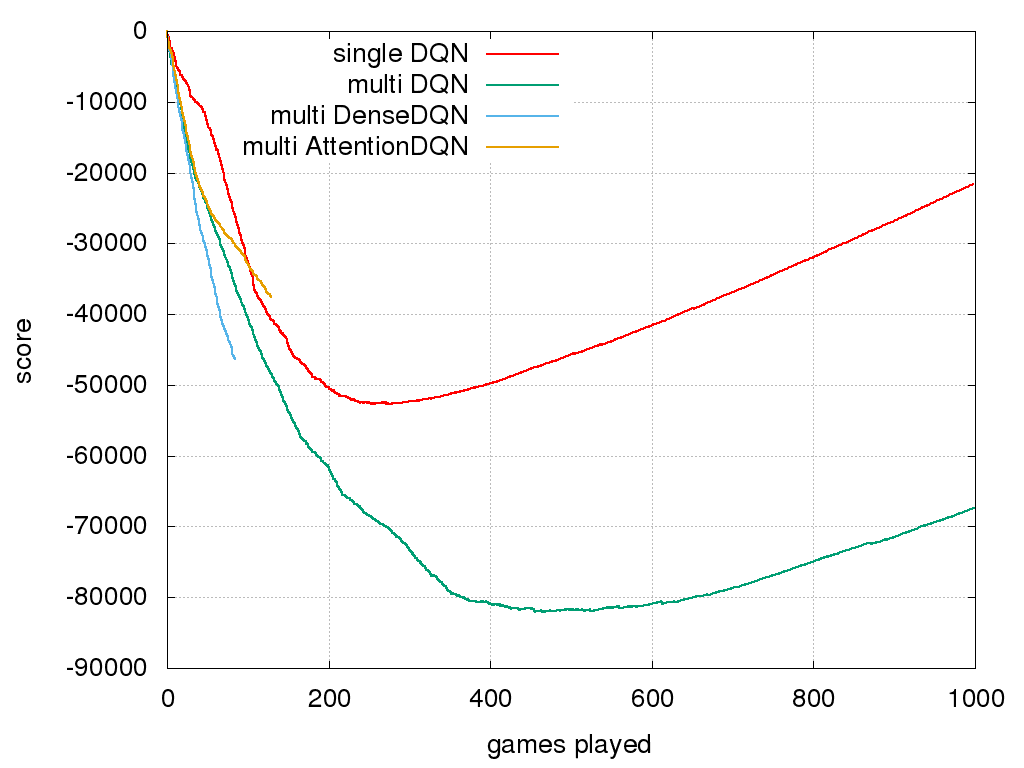 0
single DQN
multi DQN
-10000
multi DenseDQN
multi AttentionDQN
-20000
-30000
-40000
score
-50000
-60000
-70000
-80000
-90000
0 200 400 600 800 1000
games played